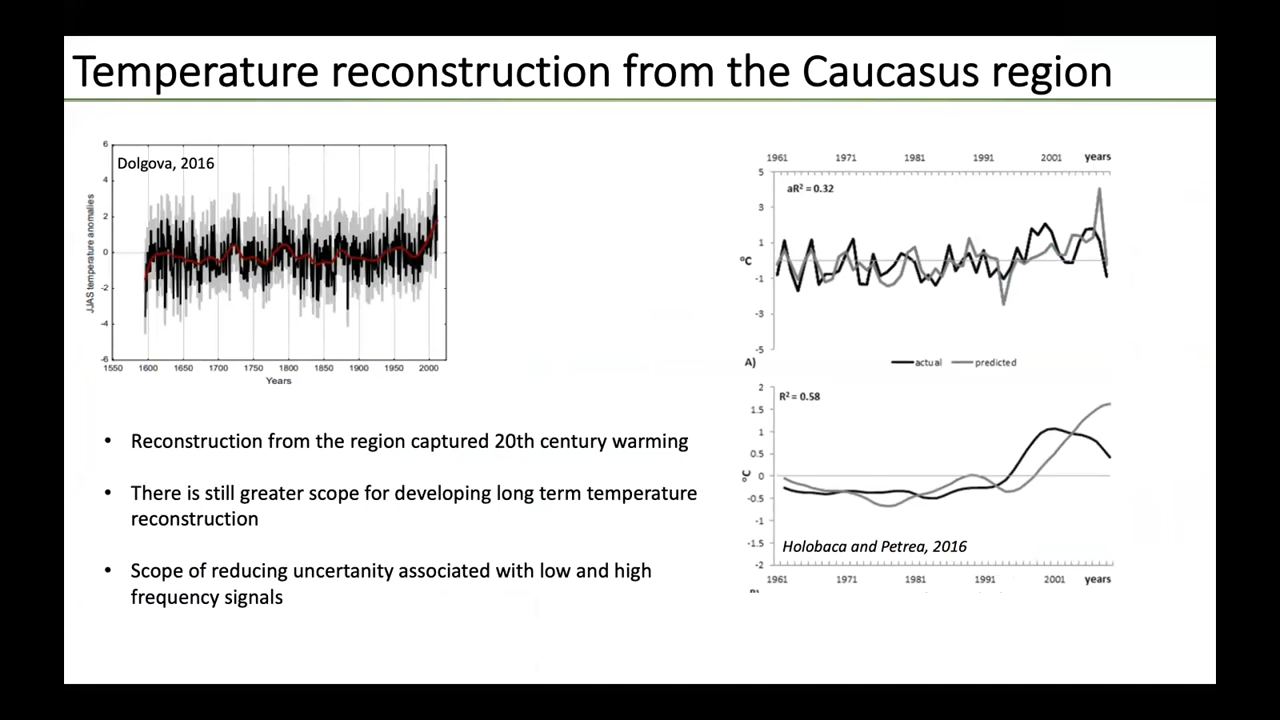 Temperature reconstruction from the Caucasus region
6
Dolgova, 2016
4
2
0
-2
-4
-6
JJAS temperature anomalies
1550 1600 1650 1700 1750 1800 1850 1900 1950 2000
Years
Reconstruction from the region captured 20th century warming
There is still greater scope for developing long term temperature
reconstruction
Scope of reducing uncertanity associated with low and high
frequency signals
1961 1971 1981 1991 2001 years
5
aR² = 0.32
3
1
°C
-1
-3
-5
A)
actual predicted
2
R² = 0.58
1.5
1
0.5
°C
0
-0.5
-1
-1.5
Holobaca and Petrea, 2016
-2
1961 1971 1981 1991 2001 years